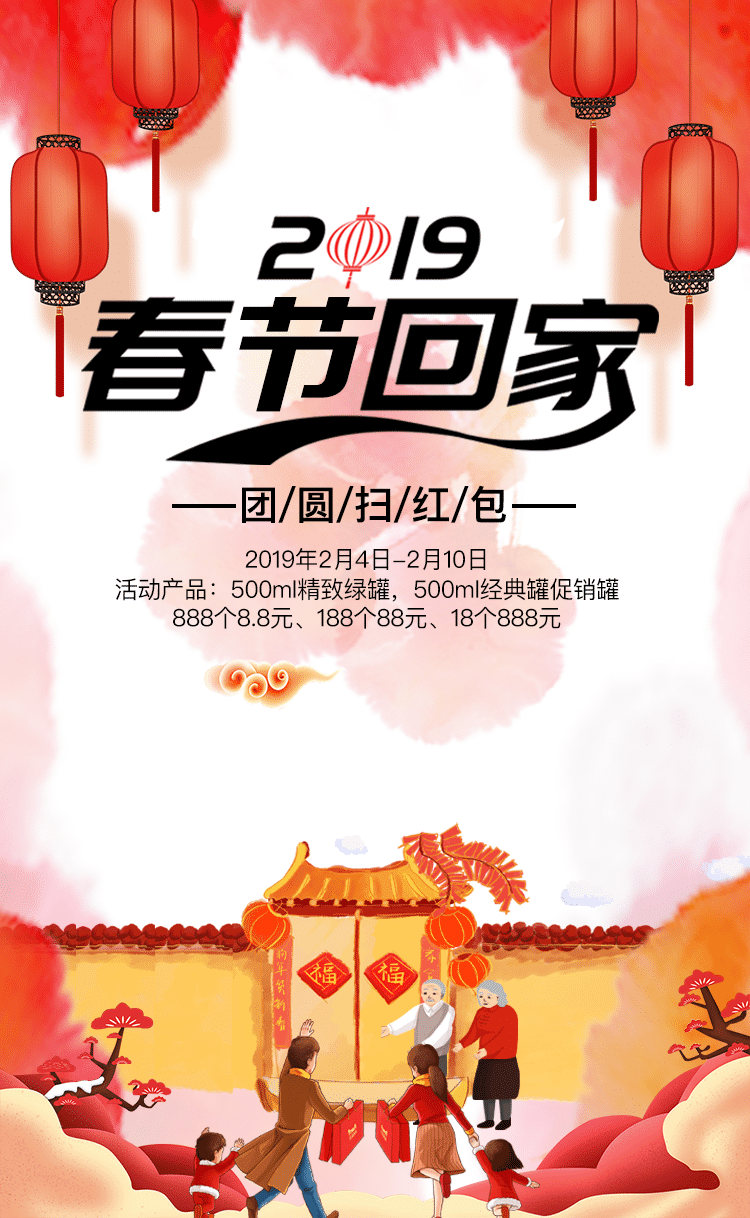 2019
春节回家
团/圆/扫/红/包
2019年2月4日-2月10日
活动产品：500ml精致绿罐，500ml经典罐促销罐
888个8.8元、188个88元、18个888元
福 福